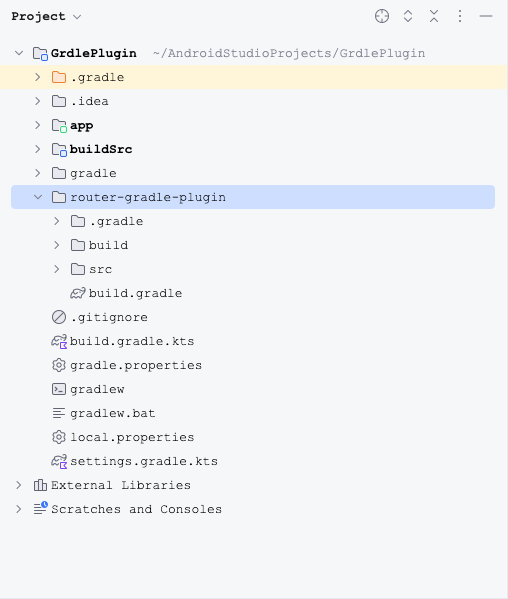 Project
GrdlePlugin ~/AndroidStudioProjects/GrdlePlugin
.gradle
.idea
app
buildSrc
gradle
router-gradle-plugin
.gradle
build
src
build.gradle
.gitignore
build.gradle.kts
gradle.properties
gradlew
gradlew.bat
local.properties
settings.gradle.kts
External Libraries
Scratches and Consoles